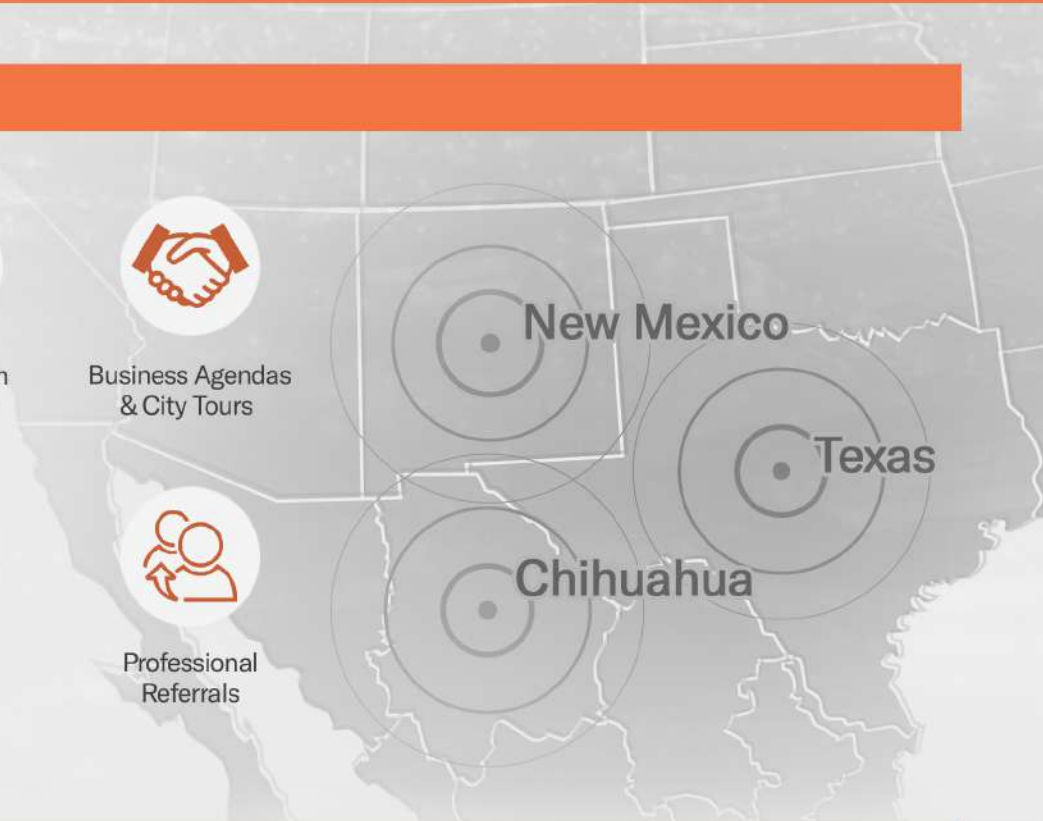 New Mexico
Business Agendas
& City Tours
Texas
Chihuahua
Professional
Referrals